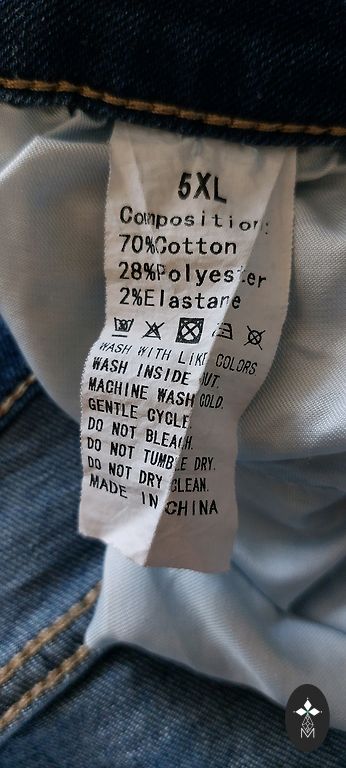 5XL
Composition:
70%Cotton
28%Polyester
2%Elastane
WASH WITH LIKE COLORS
WASH INSIDE OUT.
MACHINE WASH COLD.
GENTLE CYCLE.
DO NOT BLEACH.
DO NOT TUMBLE DRY.
DO NOT DRY CLEAN.
MADE IN CHINA
M